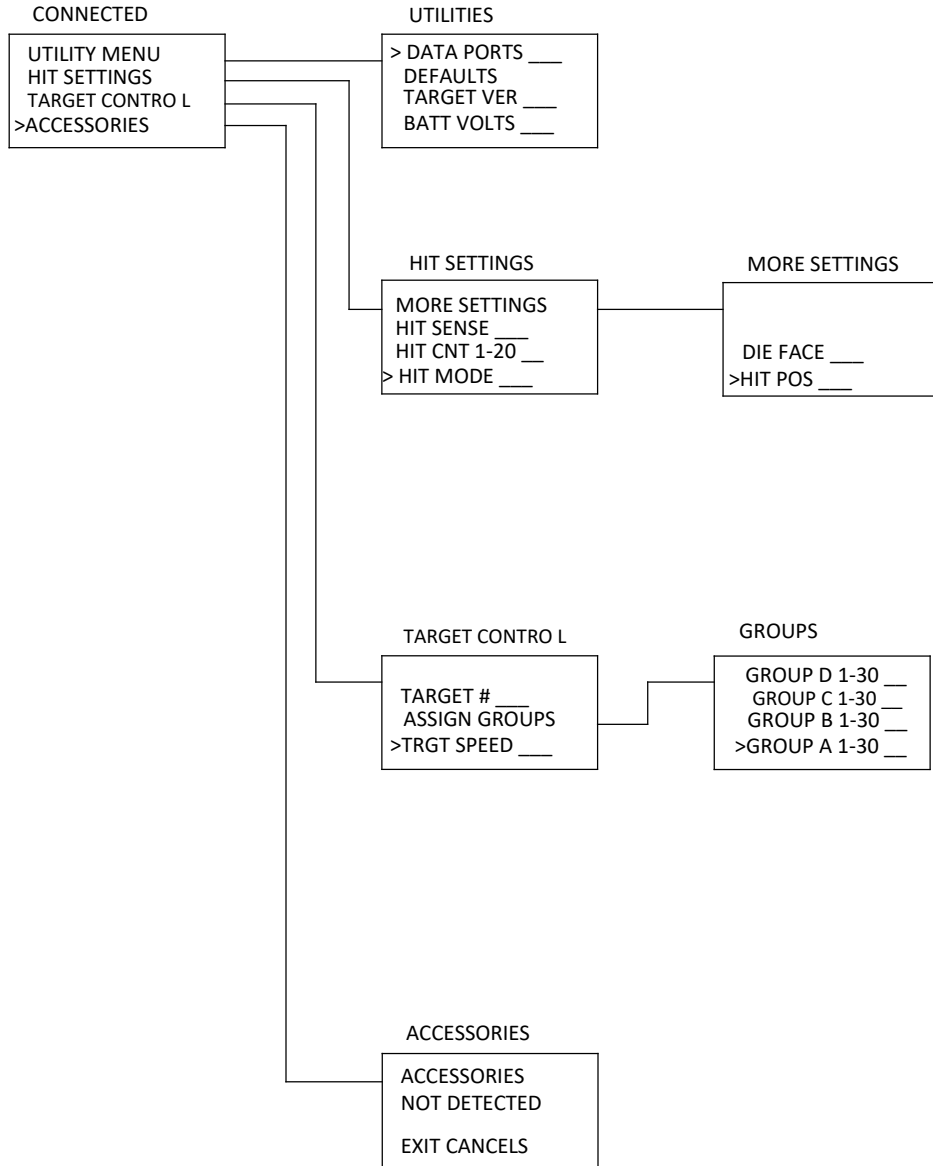 CONNECTED
UTILITY MENU
HIT SETTINGS
TARGET CONTRO L
>ACCESSORIES
UTILITIES
> DATA PORTS ___
DEFAULTS
TARGET VER ___
BATT VOLTS ___
HIT SETTINGS
MORE SETTINGS
HIT SENSE ___
HIT CNT 1-20 __
> HIT MODE ___
MORE SETTINGS
DIE FACE ___
>HIT POS ___
TARGET CONTRO L
TARGET # ___
ASSIGN GROUPS
>TRGT SPEED ___
GROUPS
GROUP D 1-30 __
GROUP C 1-30 __
GROUP B 1-30 __
>GROUP A 1-30 __
ACCESSORIES
ACCESSORIES
NOT DETECTED
EXIT CANCELS